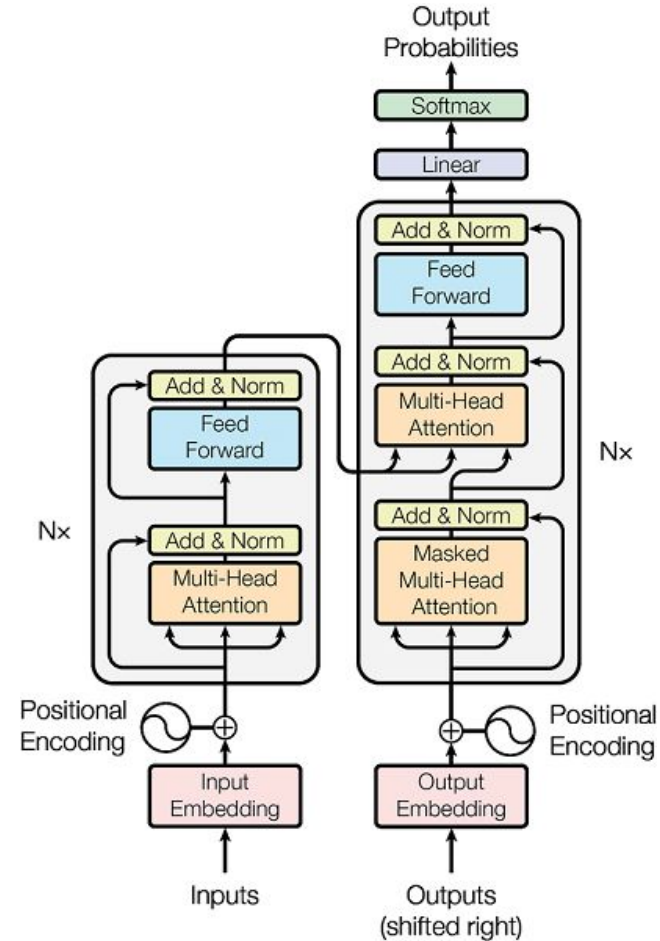 Output
Probabilities
Softmax
Linear
Add & Norm
Feed
Forward
Add & Norm
Multi-Head
Attention
Add & Norm
Masked
Multi-Head
Attention
Nx
Add & Norm
Feed
Forward
Add & Norm
Multi-Head
Attention
Nx
Positional
Encoding
Input
Embedding
Inputs
Positional
Encoding
Output
Embedding
Outputs
(shifted right)